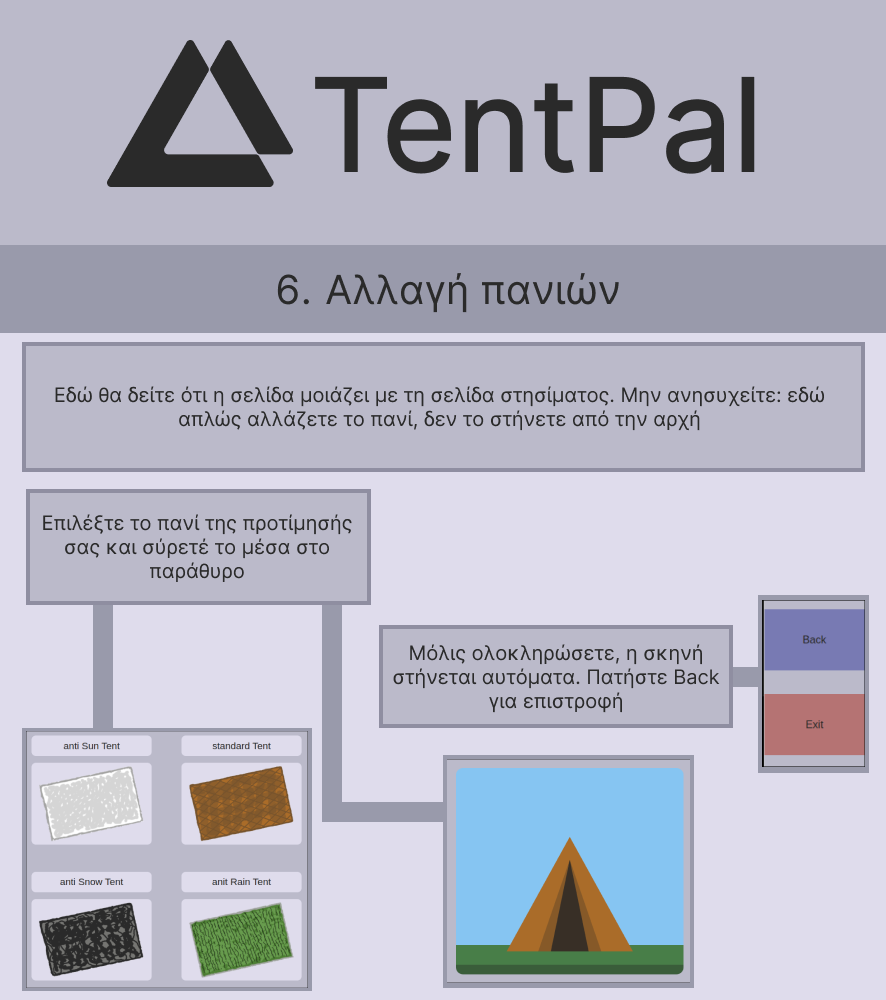 TentPal
6. Αλλαγή πανιών
Εδώ θα δείτε ότι η σελίδα μοιάζει με τη σελίδα στησίματος. Μην ανησυχείτε: εδώ
απλώς αλλάζετε το πανί, δεν το στήνετε από την αρχή
Επιλέξτε το πανί της προτίμησής
σας και σύρετέ το μέσα στο
παράθυρο
Μόλις ολοκληρώσετε, η σκηνή
στήνεται αυτόματα. Πατήστε Back
για επιστροφή
Back
Exit
anti Sun Tent
standard Tent
anti Snow Tent
anit Rain Tent